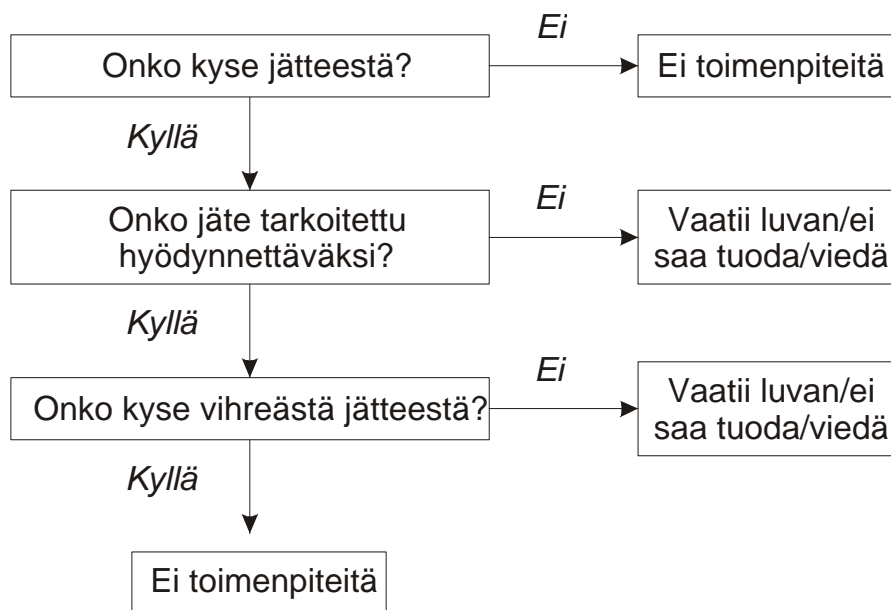 Onko kyse jätteestä?
Ei
Ei toimenpiteitä
Kyllä
Onko jäte tarkoitettu
hyödynnettäväksi?
Ei
Vaatii luvan/ei
saa tuoda/viedä
Kyllä
Onko kyse vihreästä jätteestä?
Ei
Vaatii luvan/ei
saa tuoda/viedä
Kyllä
Ei toimenpiteitä